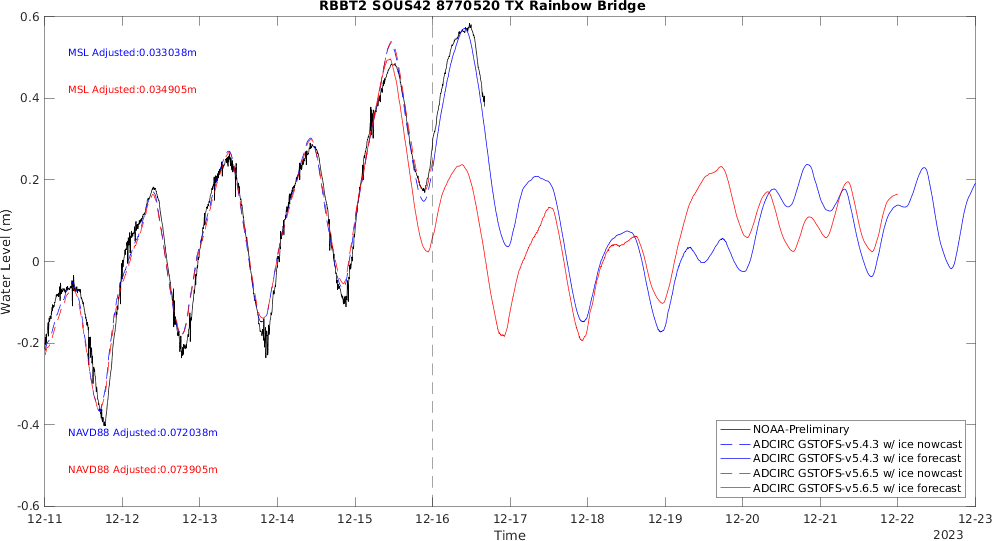 RBBT2 SOUS42 8770520 TX Rainbow Bridge
0.6
0.4
0.2
0
-0.2
-0.4
-0.6
Water Level (m)
MSL Adjusted:0.033038m
MSL Adjusted:0.034905m
NAVD88 Adjusted:0.072038m
NAVD88 Adjusted:0.073905m
NOAA-Preliminary
ADCIRC GSTOFS-v5.4.3 w/ ice nowcast
ADCIRC GSTOFS-v5.4.3 w/ ice forecast
ADCIRC GSTOFS-v5.6.5 w/ ice nowcast
ADCIRC GSTOFS-v5.6.5 w/ ice forecast
12-11 12-12 12-13 12-14 12-15 12-16 12-17 12-18 12-19 12-20 12-21 12-22 12-23
Time
2023